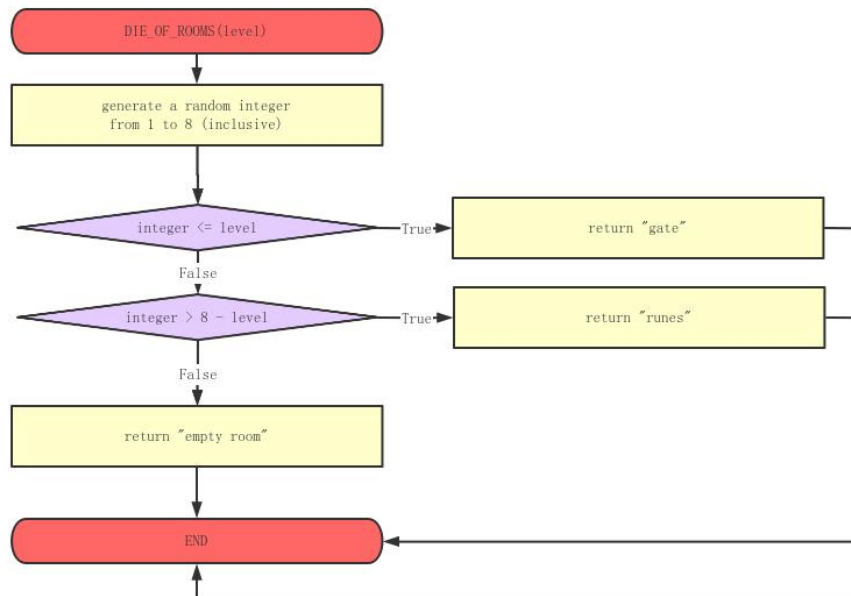 DIE_OF_ROOMS(level)
generate a random integer
from 1 to 8 (inclusive)
integer <= level
True
return "gate"
False
integer > 8 - level
True
return "runes"
False
return "empty room"
END